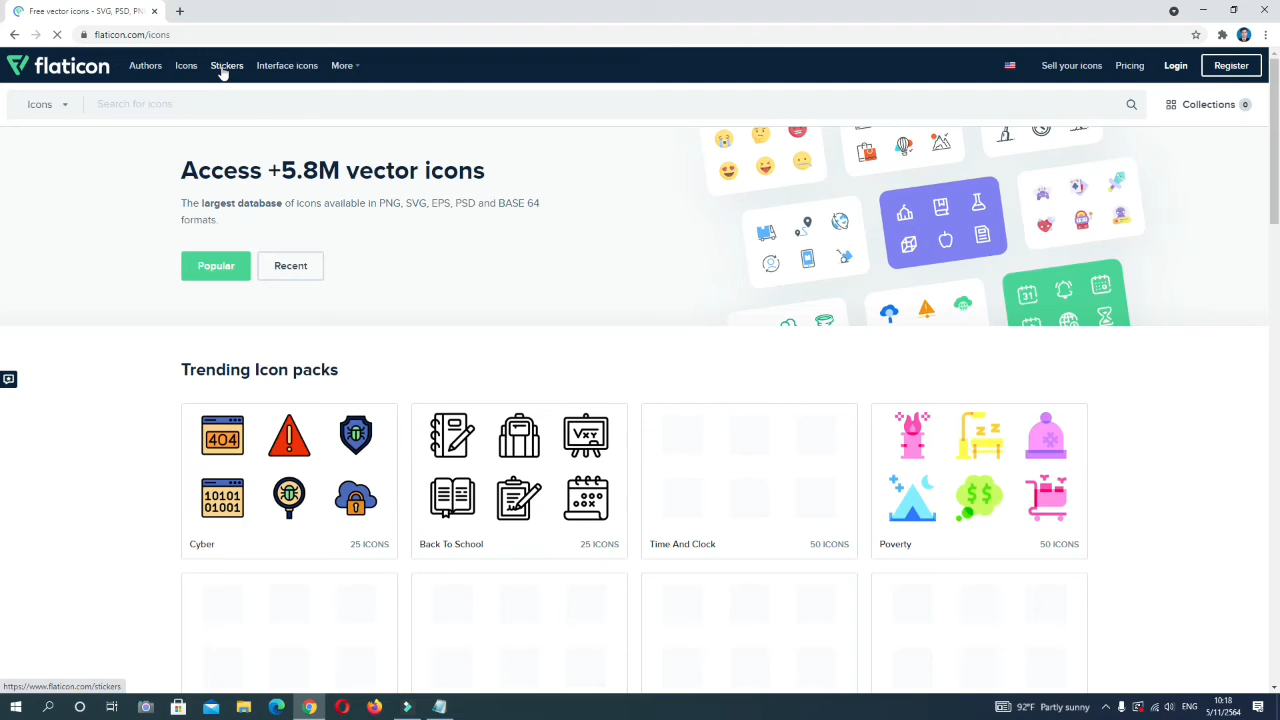 Free vector icons - SVG, PSD, PN
flaticon.com/icons
flaticon
Authors
Icons
Stickers
Interface icons
More
Sell your icons
Pricing
Login
Register
Icons
Search for icons
Collections 0
Access +5.8M vector icons
The largest database of icons available in PNG, SVG, EPS, PSD and BASE 64
formats.
Popular
Recent
31
Trending Icon packs
404
10101
01001
Cyber
25 ICONS
√xy
Back To School
25 ICONS
Time And Clock
50 ICONS
z z
$ $
Poverty
50 ICONS
https://www.flaticon.com/stickers
92°F Partly sunny
ENG
10:18
5/11/2564